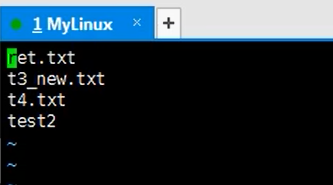 1 MyLinux × +
ret.txt
t3_new.txt
t4.txt
test2
~
~
~